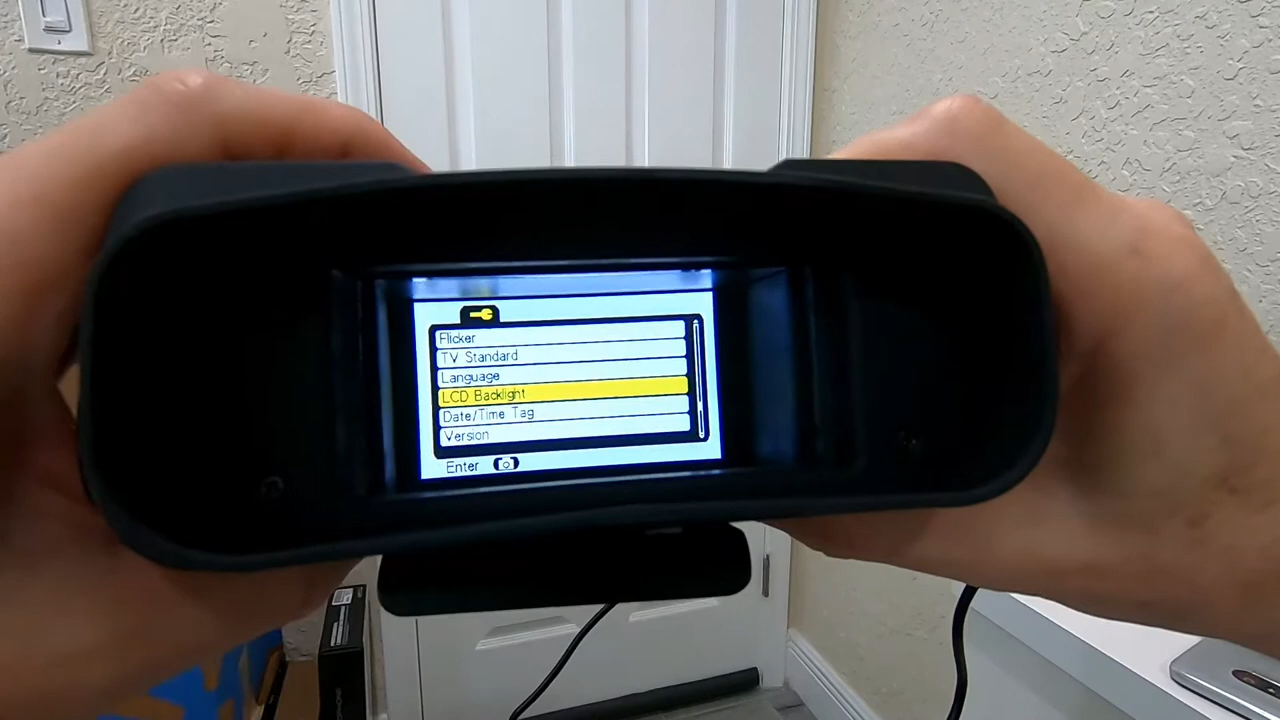 Flicker
TV Standard
Language
LCD Backlight
Date/Time Tag
Version
Enter